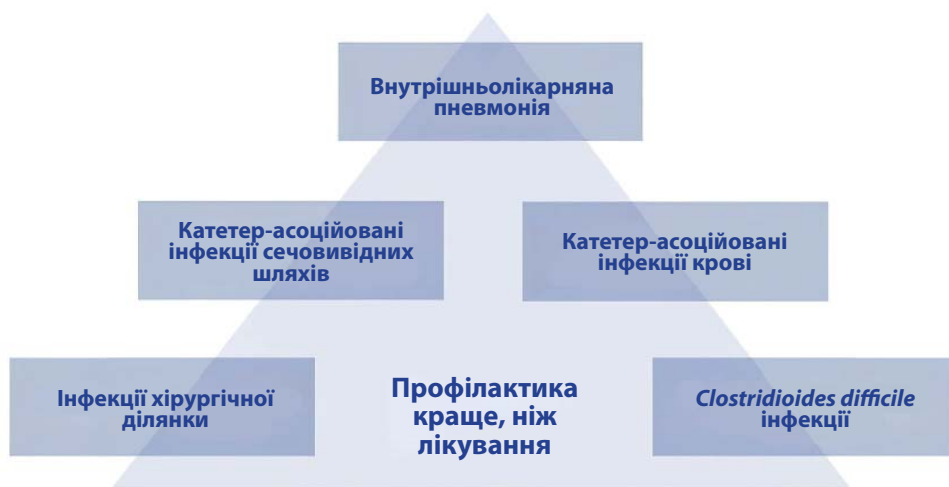 Внутрішньолікарняна
пневмонія
Катетер-асоційовані
інфекції сечовивідних
шляхів
Катетер-асоційовані
інфекції крові
Інфекції хірургічної
ділянки
Профілактика
краще, ніж
лікування
Clostridioides difficile
інфекції